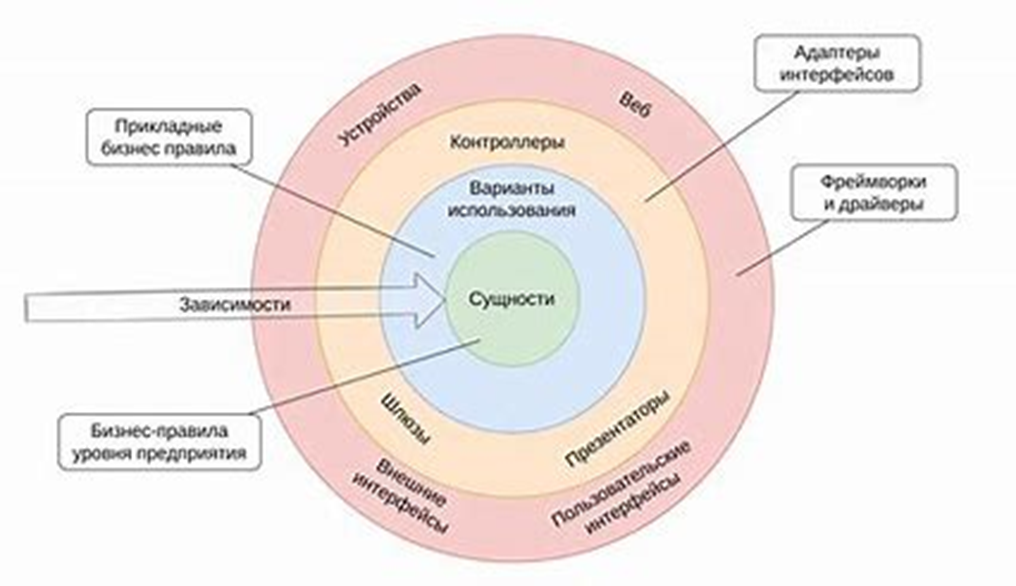 Адаптеры
интерфейсов
Устройства
Веб
Прикладные
бизнес правила
Контроллеры
Фреймворки
и драйверы
Варианты
использования
Зависимости
Сущности
Шлюзы
Презентаторы
Бизнес-правила
уровня предприятия
Внешние
интерфейсы
Пользовательские
интерфейсы